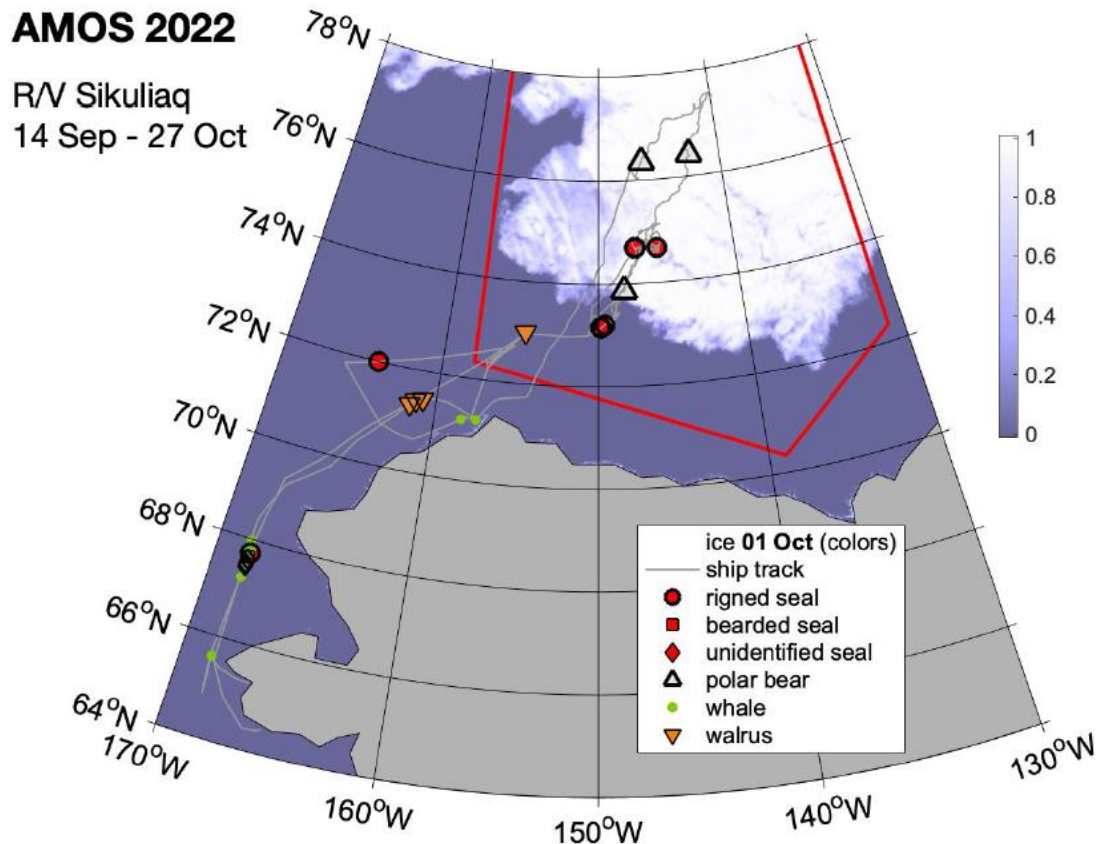 AMOS 2022
R/V Sikuliaq
14 Sep - 27 Oct
78°N
76°N
74°N
72°N
70°N
68°N
66°N
64°N
170°W
160°W
150°W
140°W
130°W
1
0.8
0.6
0.4
0.2
0
ice 01 Oct (colors)
ship track
rigned seal
bearded seal
unidentified seal
polar bear
whale
walrus